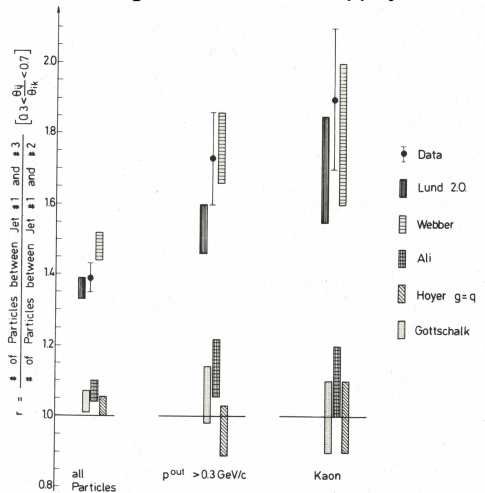 r = # of Particles between Jet #1 and #3 / # of Particles between Jet #1 and #2 [0.3 < θij / θik < 0.7]
2.0
1.8
1.6
1.4
1.2
1.0
0.8
Data
Lund 2.0.
Webber
Ali
Hoyer g=q
Gottschalk
all
Particles
p^out > 0.3 GeV/c
Kaon